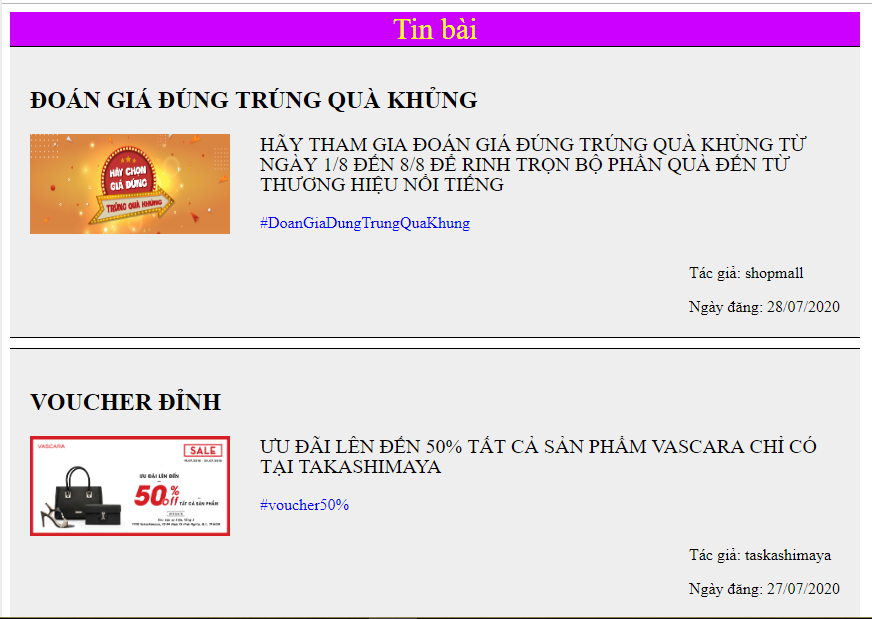 Tin bài
ĐOÁN GIÁ ĐÚNG TRÚNG QUÀ KHỦNG
HÃY CHỌN
GIÁ ĐÚNG
TRÚNG QUÀ KHỦNG
HÃY THAM GIA ĐOÁN GIÁ ĐÚNG TRÚNG QUÀ KHỦNG TỪ
NGÀY 1/8 ĐẾN 8/8 ĐỂ RINH TRỌN BỘ PHẦN QUÀ ĐẾN TỪ
THƯƠNG HIỆU NỔI TIẾNG
#DoanGiaDungTrungQuaKhung
Tác giả: shopmall
Ngày đăng: 28/07/2020
VOUCHER ĐỈNH
VASCARA
SALE
ƯU ĐÃI LÊN ĐẾN
50% off TẤT CẢ SẢN PHẨM
ƯU ĐÃI LÊN ĐẾN 50% TẤT CẢ SẢN PHẨM VASCARA CHỈ CÓ
TẠI TAKASHIMAYA
#voucher50%
Tác giả: taskashimaya
Ngày đăng: 27/07/2020